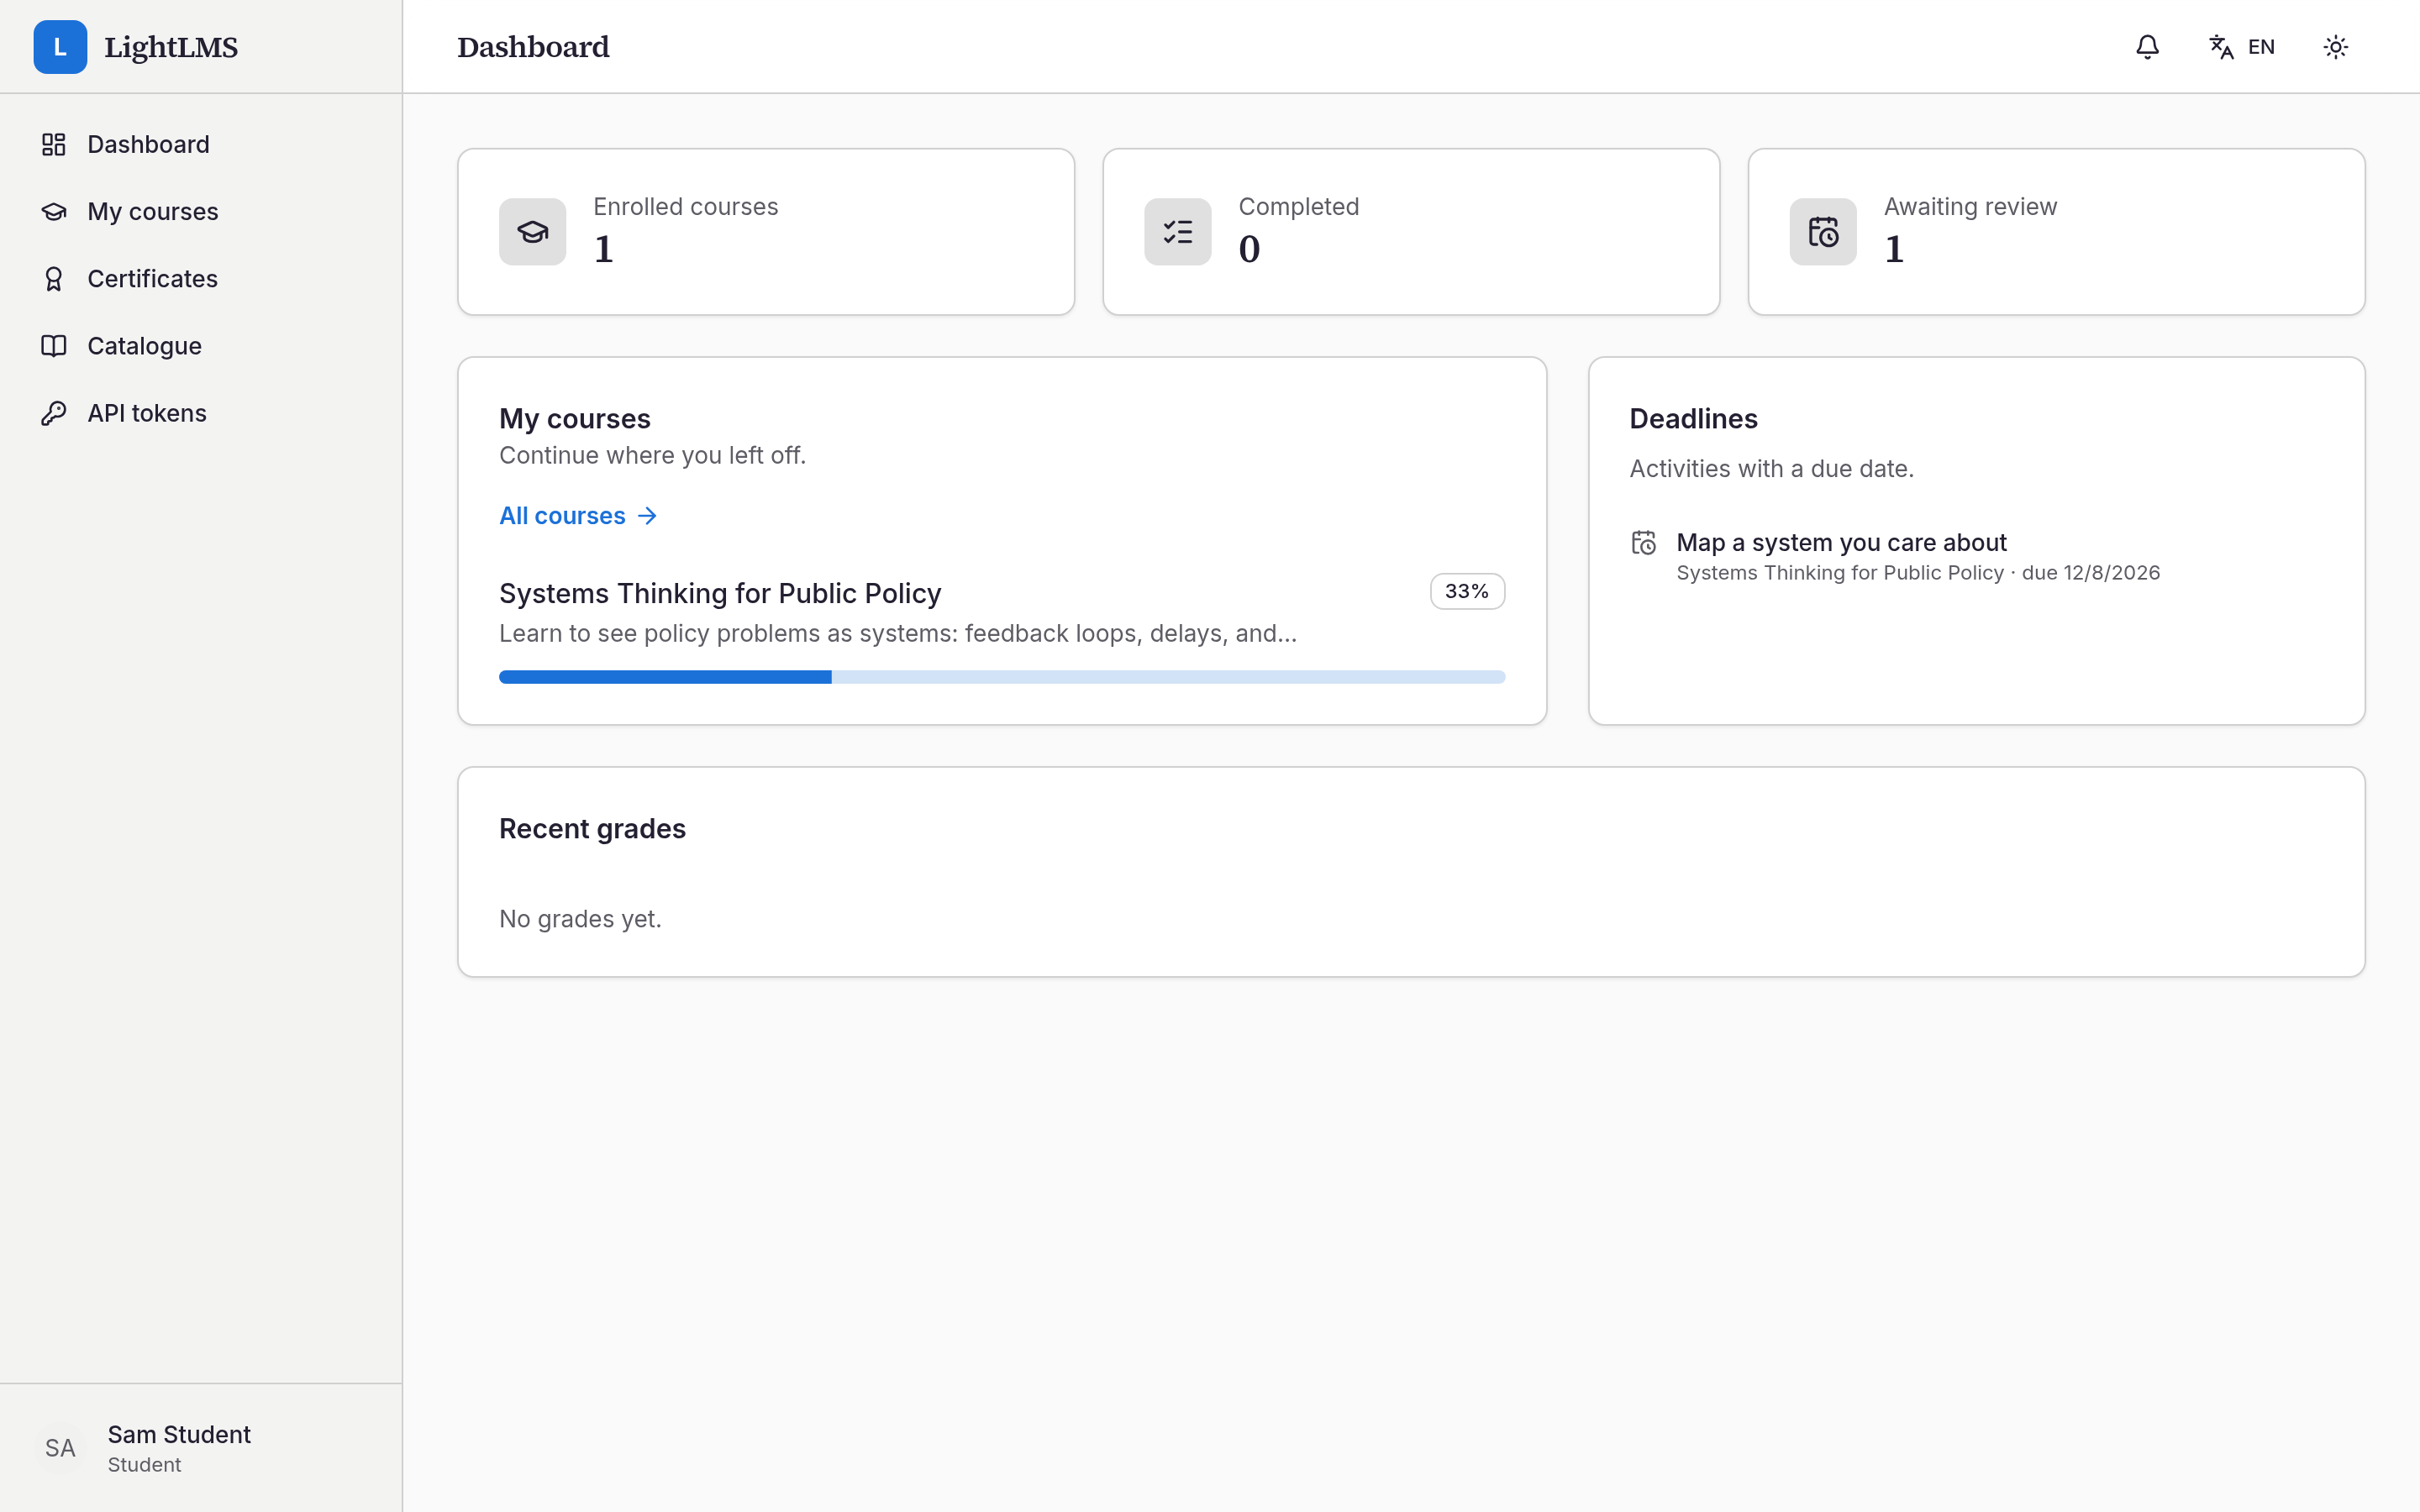 L LightLMS
Dashboard
EN
Dashboard
My courses
Certificates
Catalogue
API tokens
Enrolled courses
1
Completed
0
Awaiting review
1
My courses
Continue where you left off.
All courses
Systems Thinking for Public Policy
33%
Learn to see policy problems as systems: feedback loops, delays, and...
Deadlines
Activities with a due date.
Map a system you care about
Systems Thinking for Public Policy · due 12/8/2026
Recent grades
No grades yet.
SA
Sam Student
Student